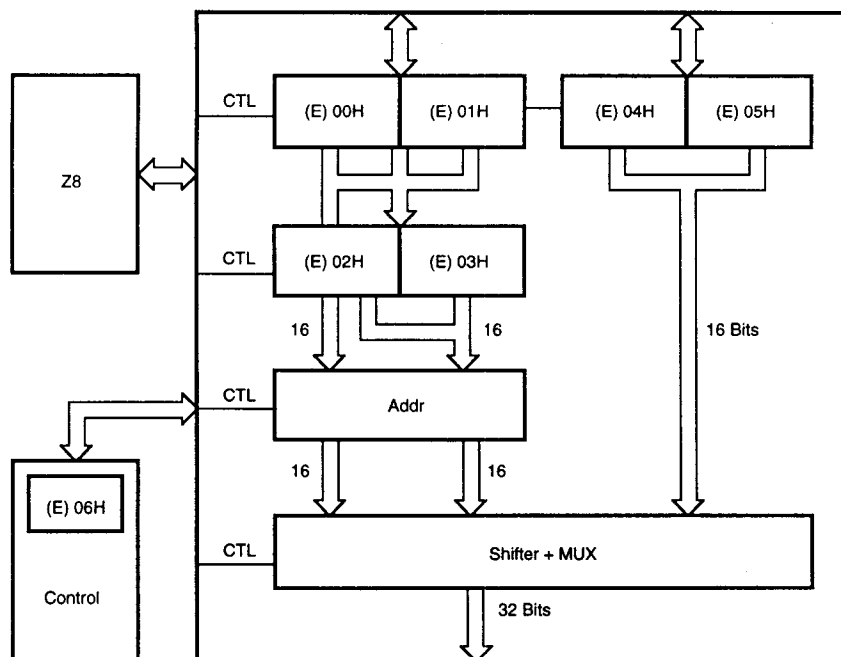 CTL
(E) 00H
(E) 01H
(E) 04H
(E) 05H
Z8
CTL
(E) 02H
(E) 03H
16
16
16 Bits
CTL
Addr
16
16
(E) 06H
CTL
Shifter + MUX
Control
32 Bits